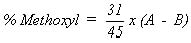 % Methoxyl = 31/45 x (A - B)